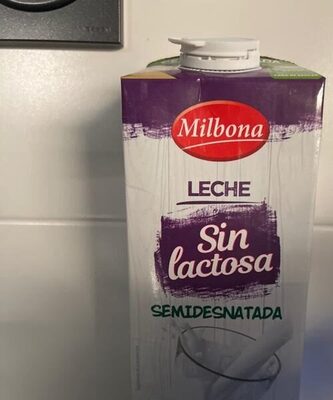 Milbona
LECHE
Sin
lactosa
SEMIDESNATADA